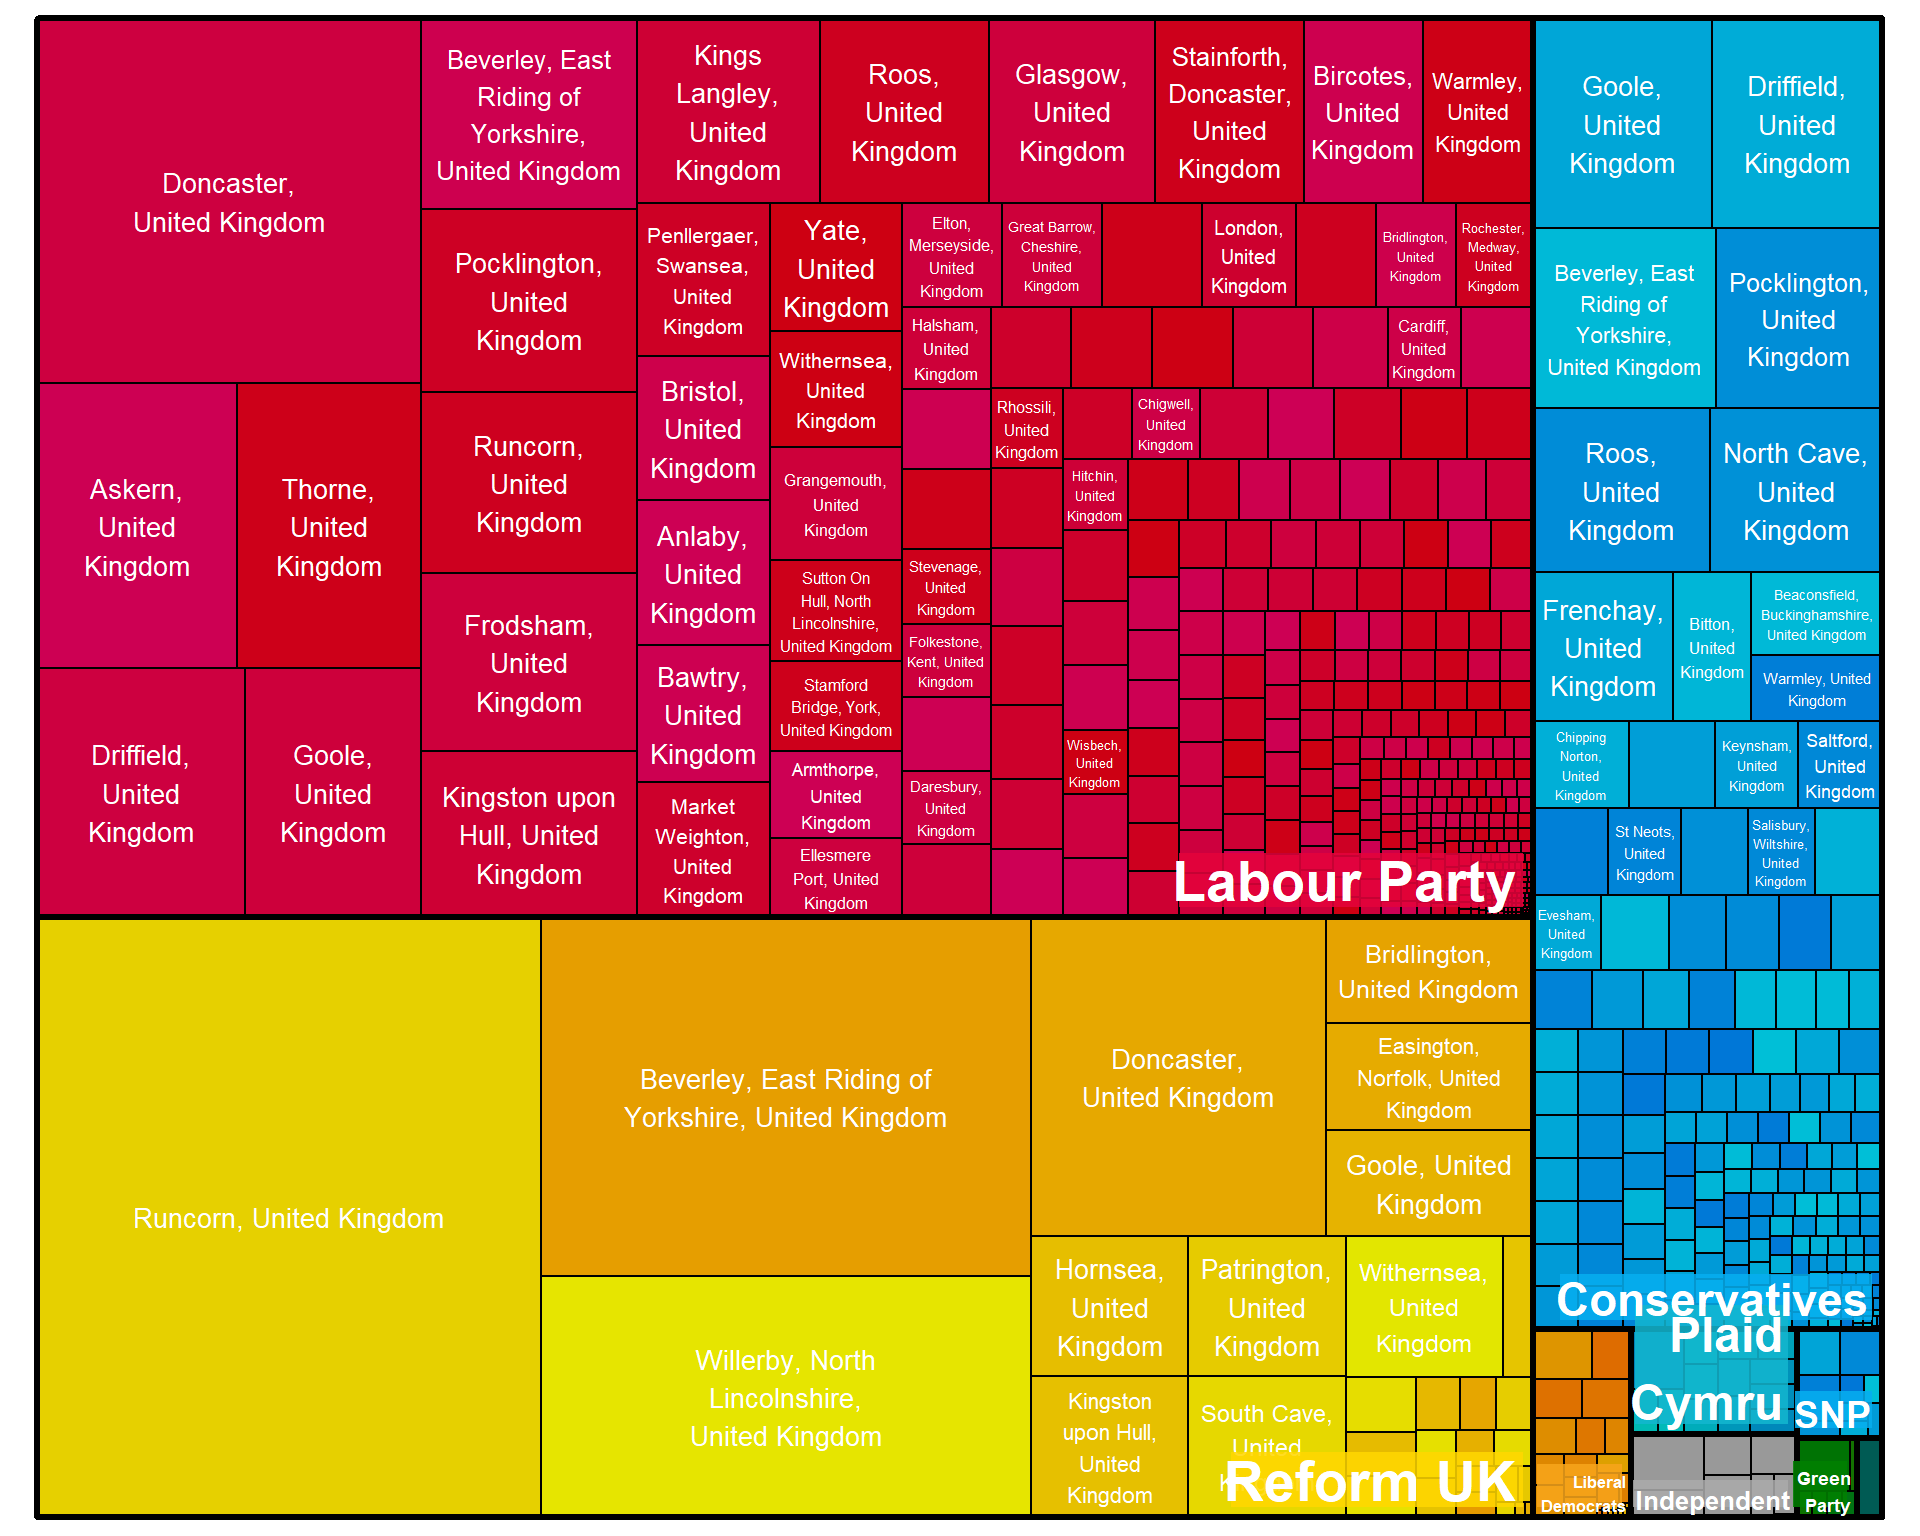 Doncaster,
United Kingdom
Askern,
United
Kingdom
Thorne,
United
Kingdom
Driffield,
United
Kingdom
Goole,
United
Kingdom
Beverley, East
Riding of
Yorkshire,
United Kingdom
Pocklington,
United
Kingdom
Runcorn,
United
Kingdom
Frodsham,
United
Kingdom
Kingston upon
Hull, United
Kingdom
Kings
Langley,
United
Kingdom
Roos,
United
Kingdom
Glasgow,
United
Kingdom
Stainforth,
Doncaster,
United
Kingdom
Bircotes,
United
Kingdom
Warmley,
United
Kingdom
Penllergaer,
Swansea,
United
Kingdom
Bristol,
United
Kingdom
Anlaby,
United
Kingdom
Bawtry,
United
Kingdom
Market
Weighton,
United
Kingdom
Yate,
United
Kingdom
Withernsea,
United
Kingdom
Grangemouth,
United
Kingdom
Sutton On
Hull, North
Lincolnshire,
United Kingdom
Stamford
Bridge, York,
United Kingdom
Armthorpe,
United
Kingdom
Ellesmere
Port, United
Kingdom
Elton,
Merseyside,
United
Kingdom
Great Barrow,
Cheshire,
United
Kingdom
London,
United
Kingdom
Bridlington,
United
Kingdom
Rochester,
Medway,
United
Kingdom
Halsham,
United
Kingdom
Cardiff,
United
Kingdom
Rhossili,
United
Kingdom
Chigwell,
United
Kingdom
Hitchin,
United
Kingdom
Stevenage,
United
Kingdom
Folkestone,
Kent, United
Kingdom
Daresbury,
United
Kingdom
Wisbech,
United
Kingdom
Labour Party
Runcorn, United Kingdom
Beverley, East Riding of
Yorkshire, United Kingdom
Willerby, North
Lincolnshire,
United Kingdom
Doncaster,
United Kingdom
Bridlington,
United Kingdom
Easington,
Norfolk, United
Kingdom
Goole, United
Kingdom
Hornsea,
United
Kingdom
Patrington,
United
Kingdom
Withernsea,
United
Kingdom
Kingston
upon Hull,
United
Kingdom
South Cave,
United
Reform UK
Goole,
United
Kingdom
Driffield,
United
Kingdom
Beverley, East
Riding of
Yorkshire,
United Kingdom
Pocklington,
United
Kingdom
Roos,
United
Kingdom
North Cave,
United
Kingdom
Frenchay,
United
Kingdom
Bitton,
United
Kingdom
Beaconsfield,
Buckinghamshire,
United Kingdom
Warmley, United
Kingdom
Chipping
Norton,
United
Kingdom
Keynsham,
United
Kingdom
Saltford,
United
Kingdom
St Neots,
United
Kingdom
Salisbury,
Wiltshire,
United
Kingdom
Evesham,
United
Kingdom
Conservatives
Plaid
Cymru
SNP
Liberal
Democrats
Independent
Green
Party